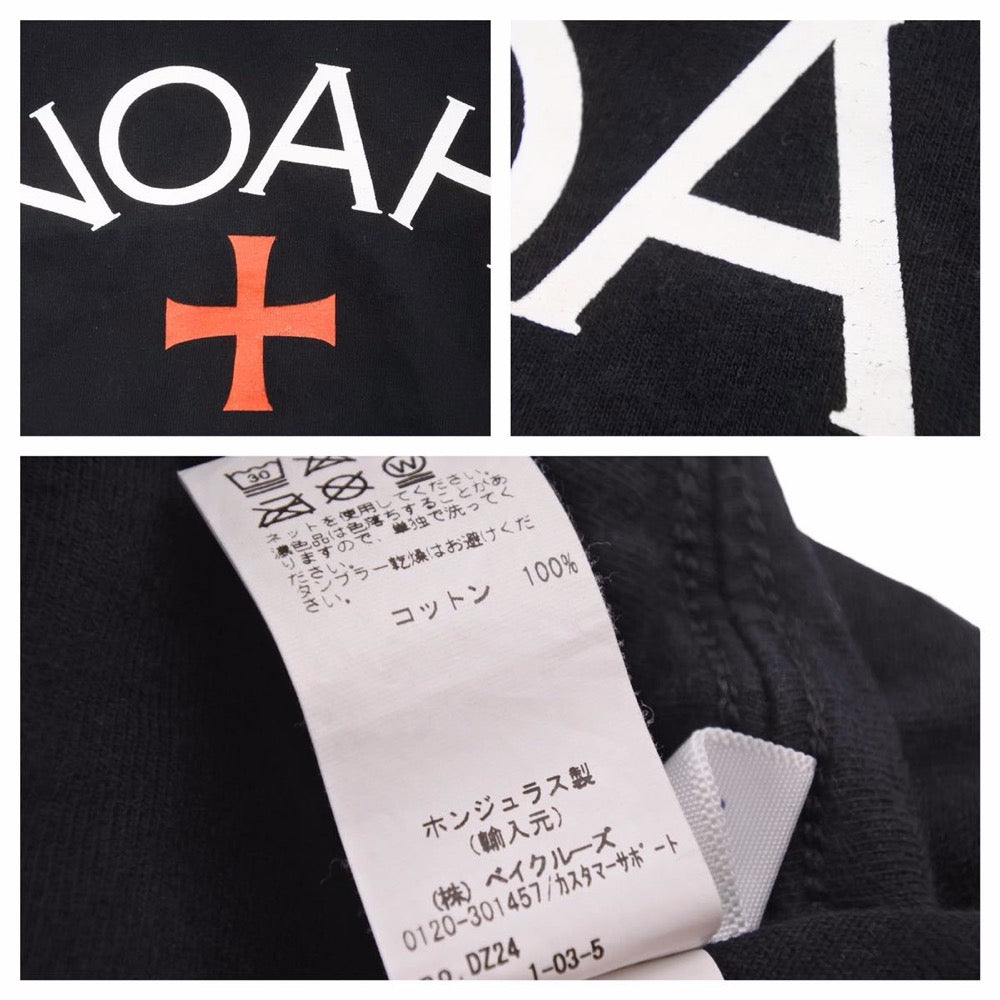 NOAH
OA
30
W
ネットを使用してください。
濃色品は色落ちすることがあ
りますので、単独で洗ってく
ださい。
タンブラー乾燥はお避けくだ
さい。
コットン 100%
ホンジュラス製
(輸入元)
(株) ベイクルーズ
0120-301457/カスタマーサポート
DZ24
1-03-5